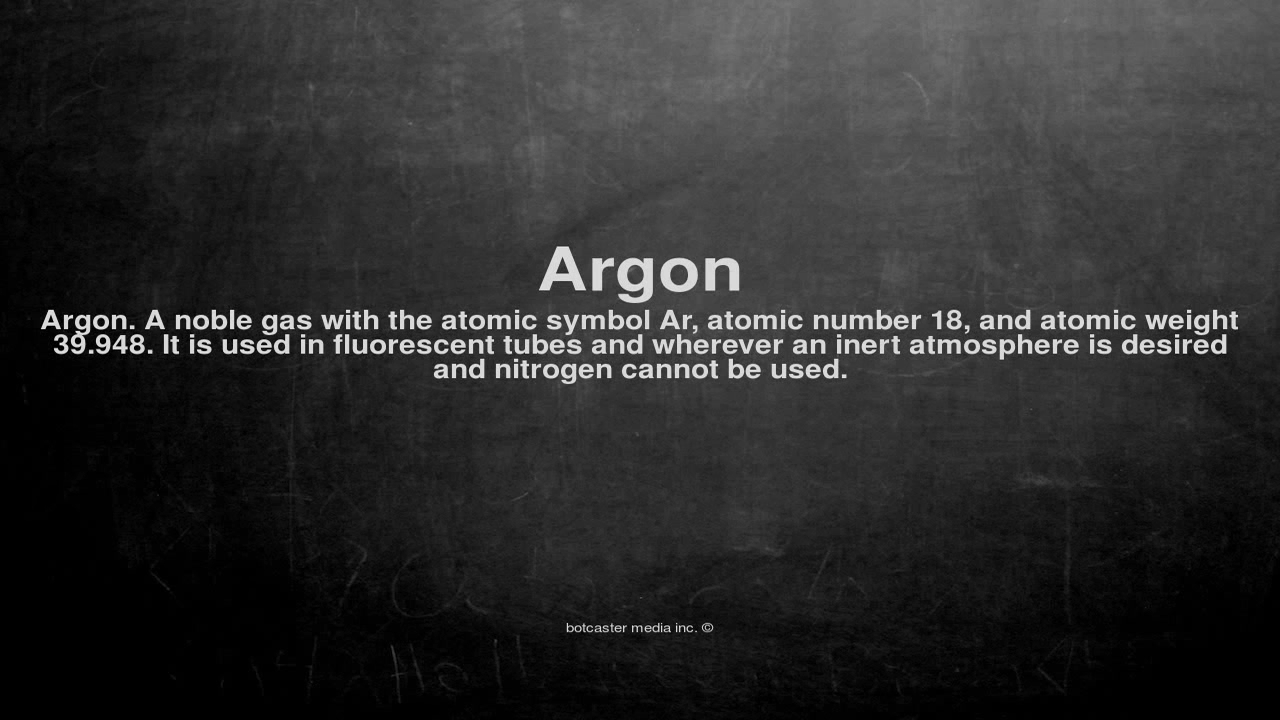 Argon
Argon. A noble gas with the atomic symbol Ar, atomic number 18, and atomic weight
39.948. It is used in fluorescent tubes and wherever an inert atmosphere is desired
and nitrogen cannot be used.
botcaster media inc. ©